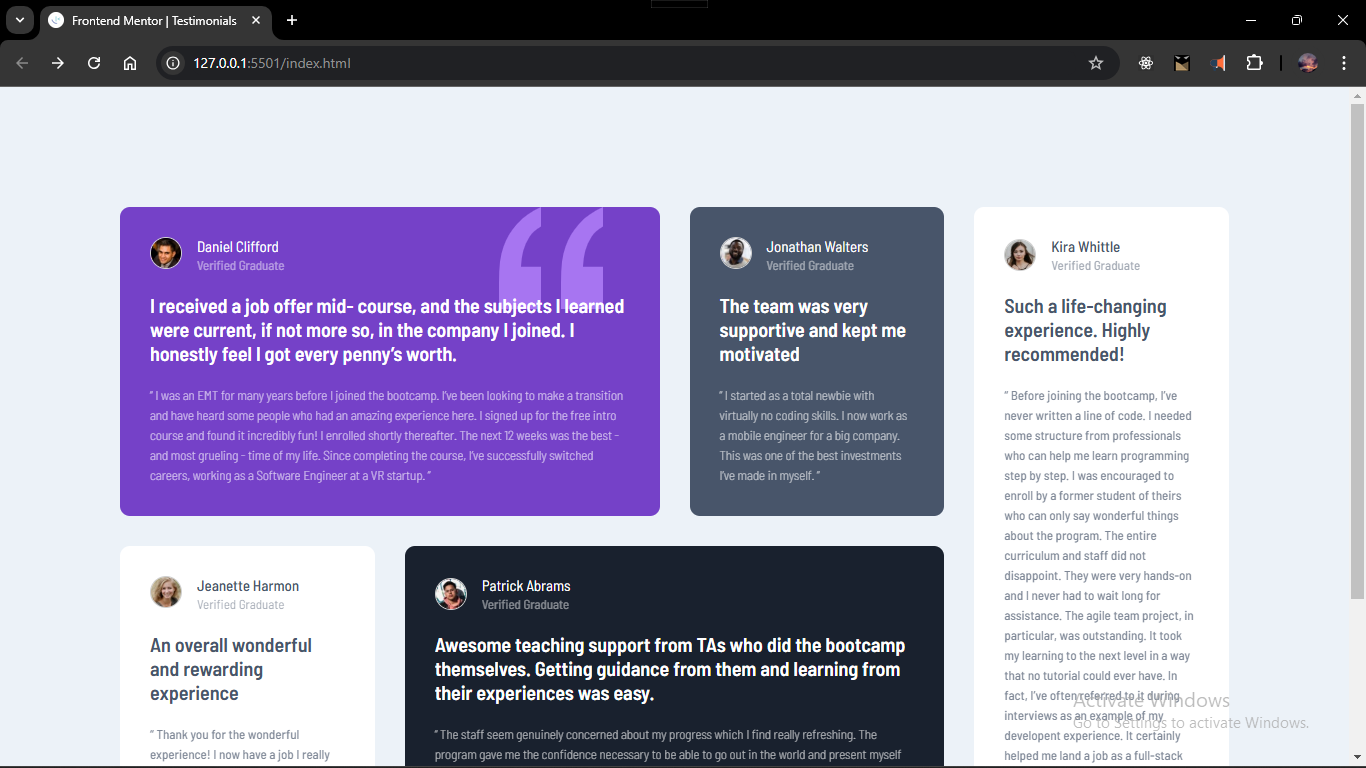 Frontend Mentor | Testimonials
127.0.0.1:5501/index.html
Daniel Clifford
Verified Graduate
I received a job offer mid- course, and the subjects I learned
were current, if not more so, in the company I joined. I
honestly feel I got every penny’s worth.
“ I was an EMT for many years before I joined the bootcamp. I’ve been looking to make a transition
and have heard some people who had an amazing experience here. I signed up for the free intro
course and found it incredibly fun! I enrolled shortly thereafter. The next 12 weeks was the best -
and most grueling - time of my life. Since completing the course, I’ve successfully switched
careers, working as a Software Engineer at a VR startup. ”
Jonathan Walters
Verified Graduate
The team was very
supportive and kept me
motivated
“ I started as a total newbie with
virtually no coding skills. I now work as
a mobile engineer for a big company.
This was one of the best investments
I’ve made in myself. ”
Kira Whittle
Verified Graduate
Such a life-changing
experience. Highly
recommended!
“ Before joining the bootcamp, I’ve
never written a line of code. I needed
some structure from professionals
who can help me learn programming
step by step. I was encouraged to
enroll by a former student of theirs
who can only say wonderful things
about the program. The entire
curriculum and staff did not
disappoint. They were very hands-on
and I never had to wait long for
assistance. The agile team project, in
particular, was outstanding. It took
my learning to the next level in a way
that no tutorial could ever have. In
fact, I’ve often referred to it during
interviews as an example of my
developent experience. It certainly
helped me land a job as a full-stack
Jeanette Harmon
Verified Graduate
An overall wonderful
and rewarding
experience
“ Thank you for the wonderful
experience! I now have a job I really
Patrick Abrams
Verified Graduate
Awesome teaching support from TAs who did the bootcamp
themselves. Getting guidance from them and learning from
their experiences was easy.
“ The staff seem genuinely concerned about my progress which I find really refreshing. The
program gave me the confidence necessary to be able to go out in the world and present myself
Activate Windows
Go to Settings to activate Windows.